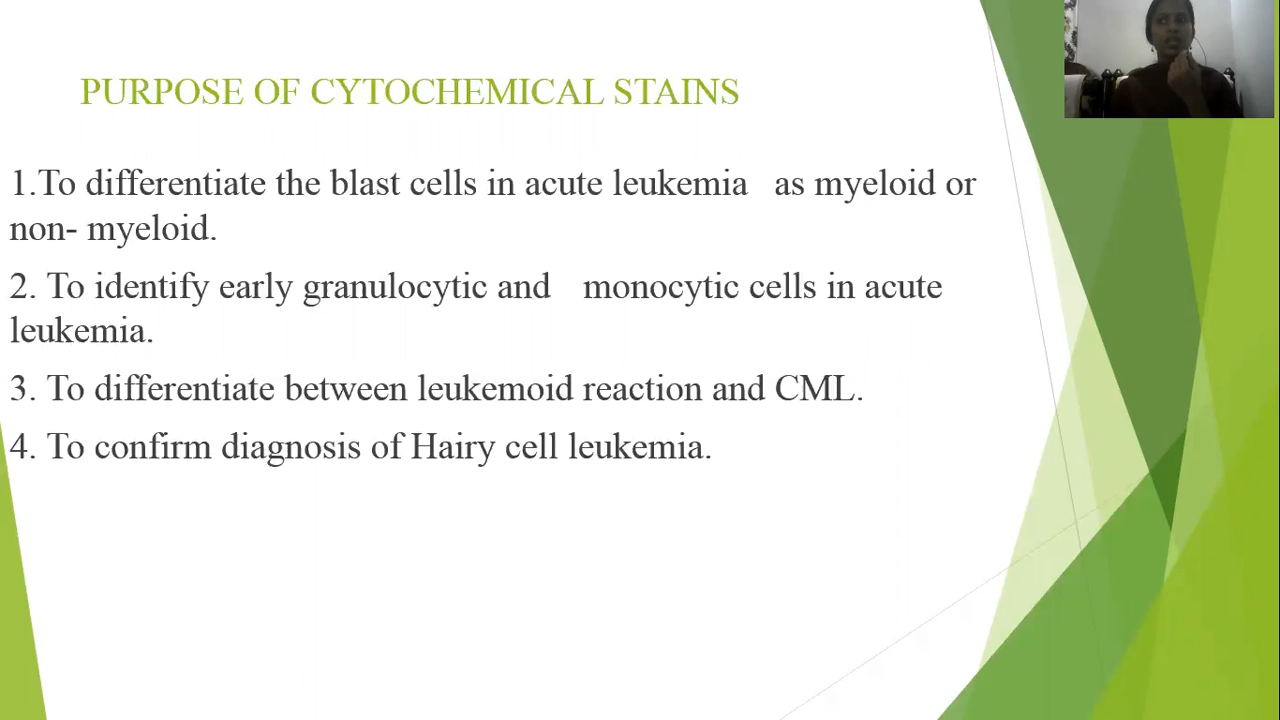 PURPOSE OF CYTOCHEMICAL STAINS
1.To differentiate the blast cells in acute leukemia as myeloid or
non- myeloid.
2. To identify early granulocytic and monocytic cells in acute
leukemia.
3. To differentiate between leukemoid reaction and CML.
4. To confirm diagnosis of Hairy cell leukemia.